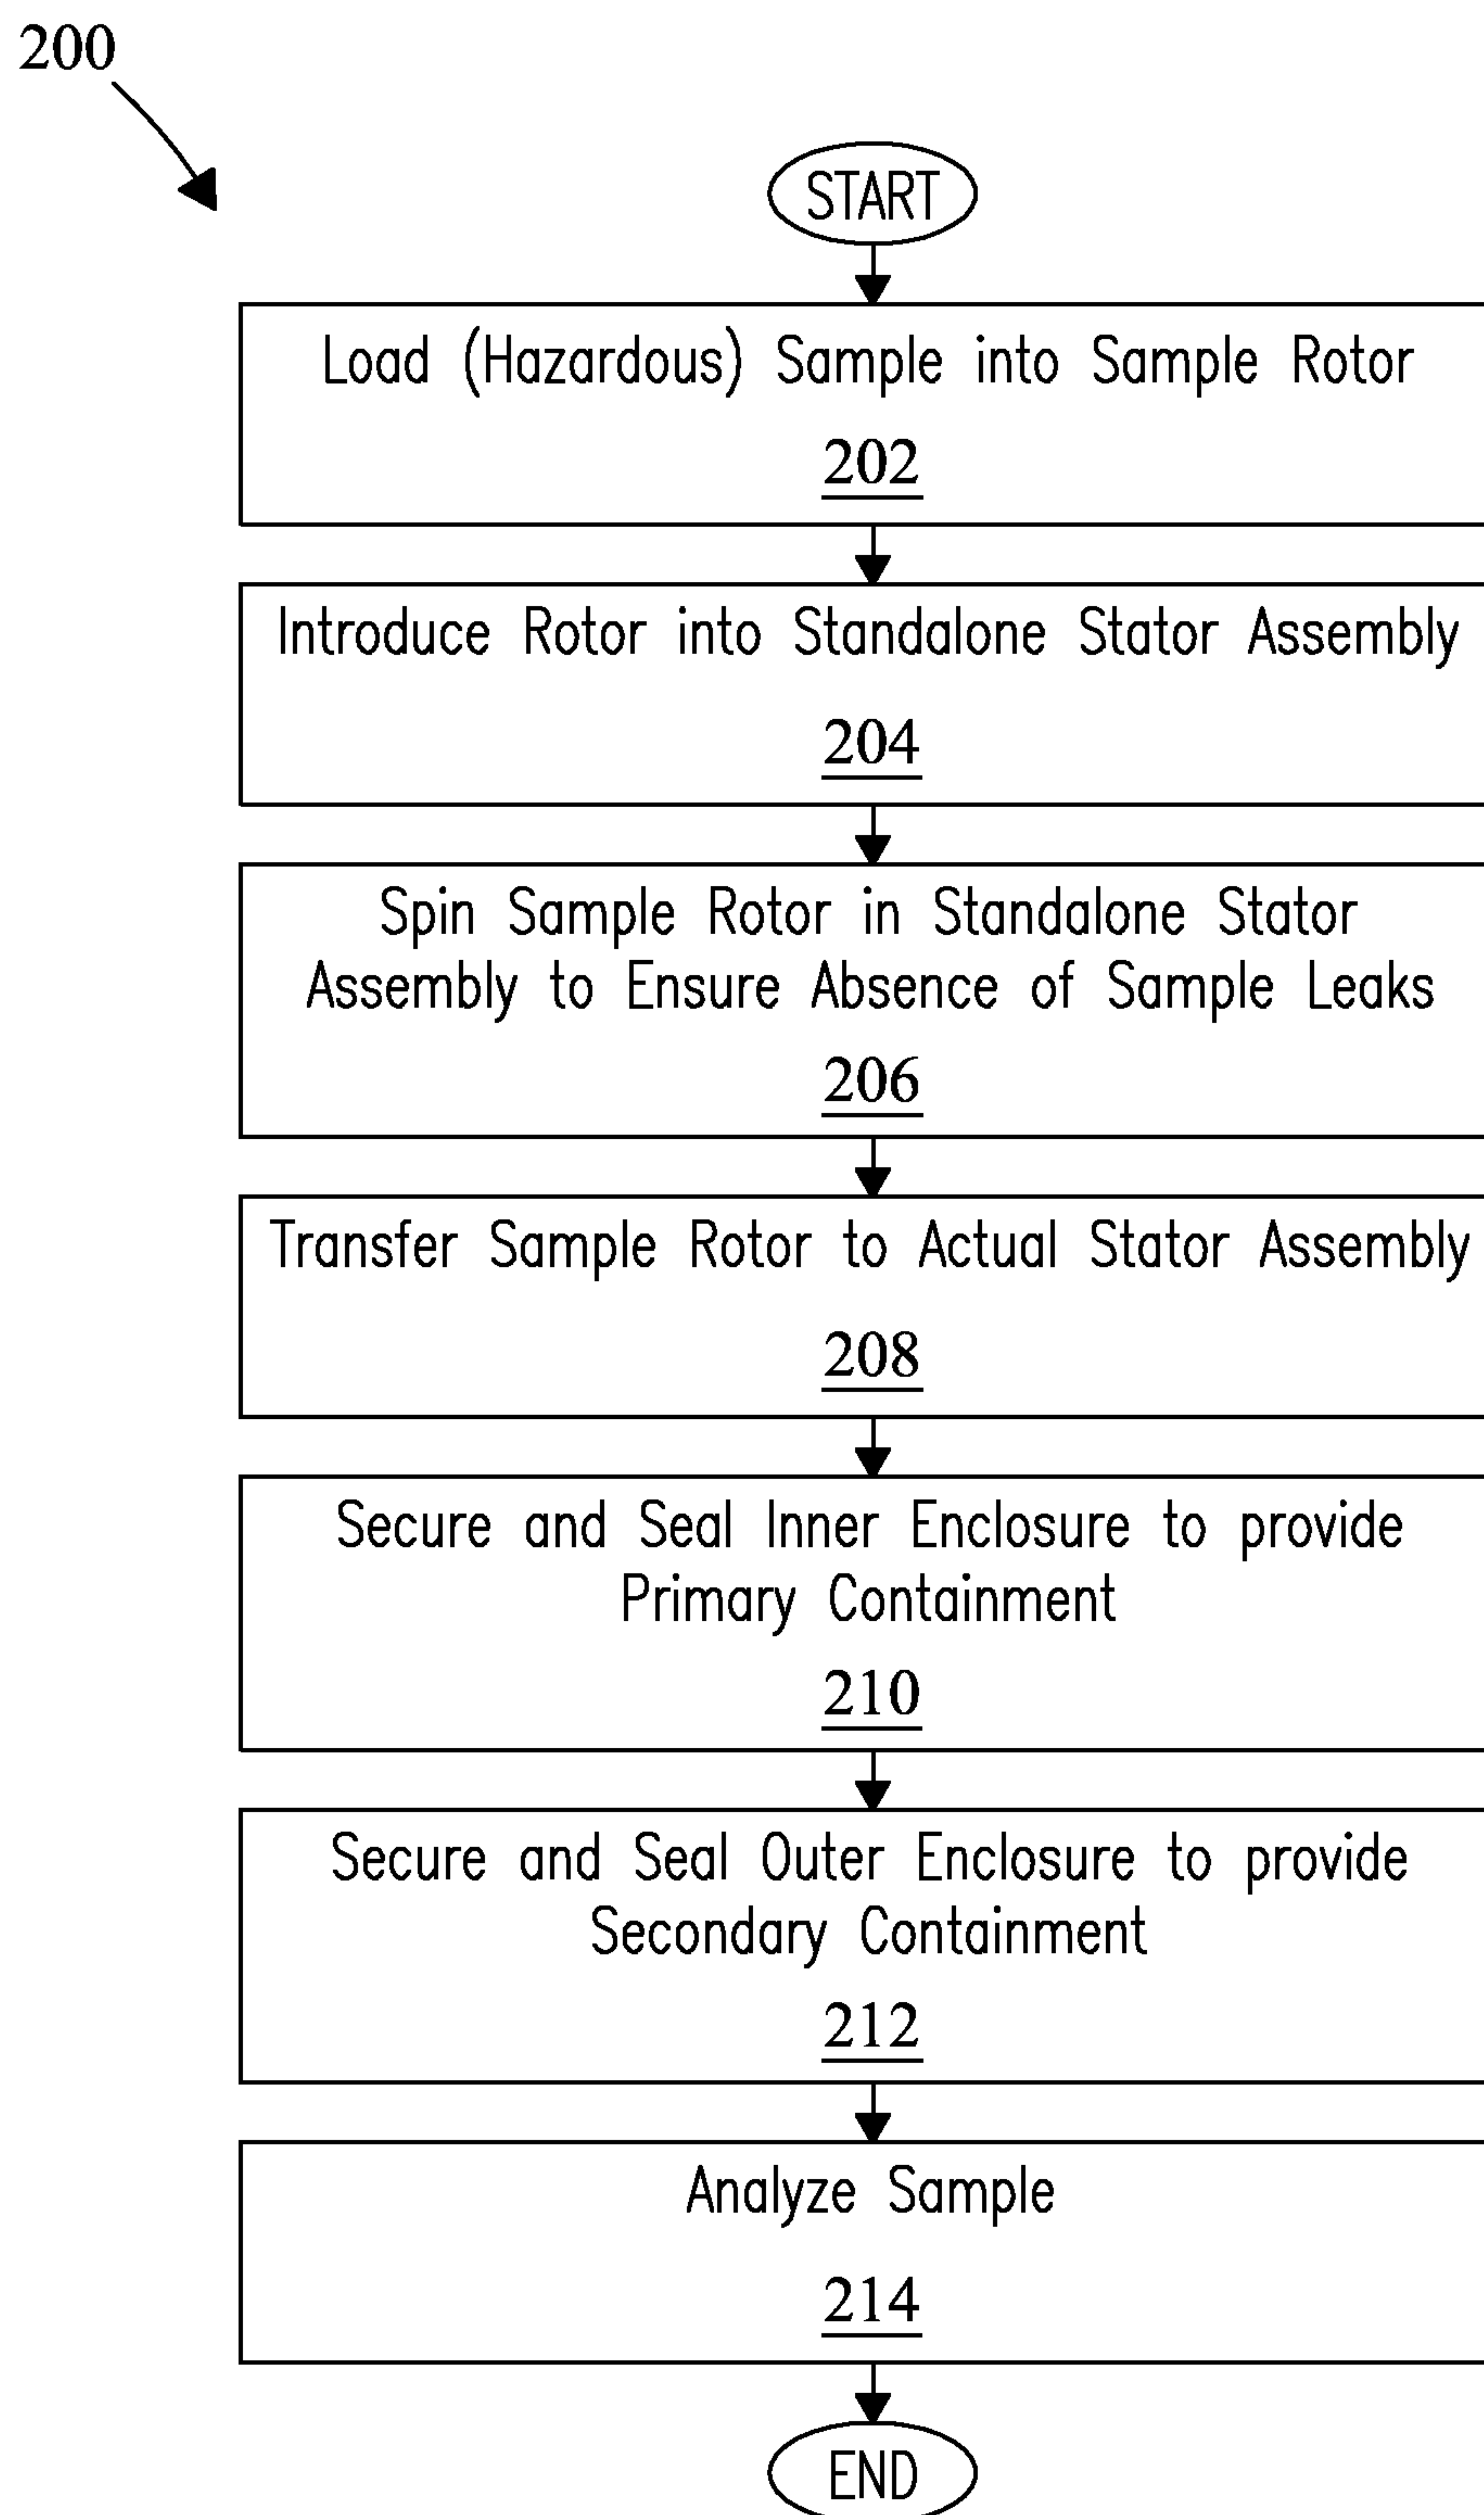 200
START
Load (Hazardous) Sample into Sample Rotor
202
Introduce Rotor into Standalone Stator Assembly
204
Spin Sample Rotor in Standalone Stator
Assembly to Ensure Absence of Sample Leaks
206
Transfer Sample Rotor to Actual Stator Assembly
208
Secure and Seal Inner Enclosure to provide
Primary Containment
210
Secure and Seal Outer Enclosure to provide
Secondary Containment
212
Analyze Sample
214
END